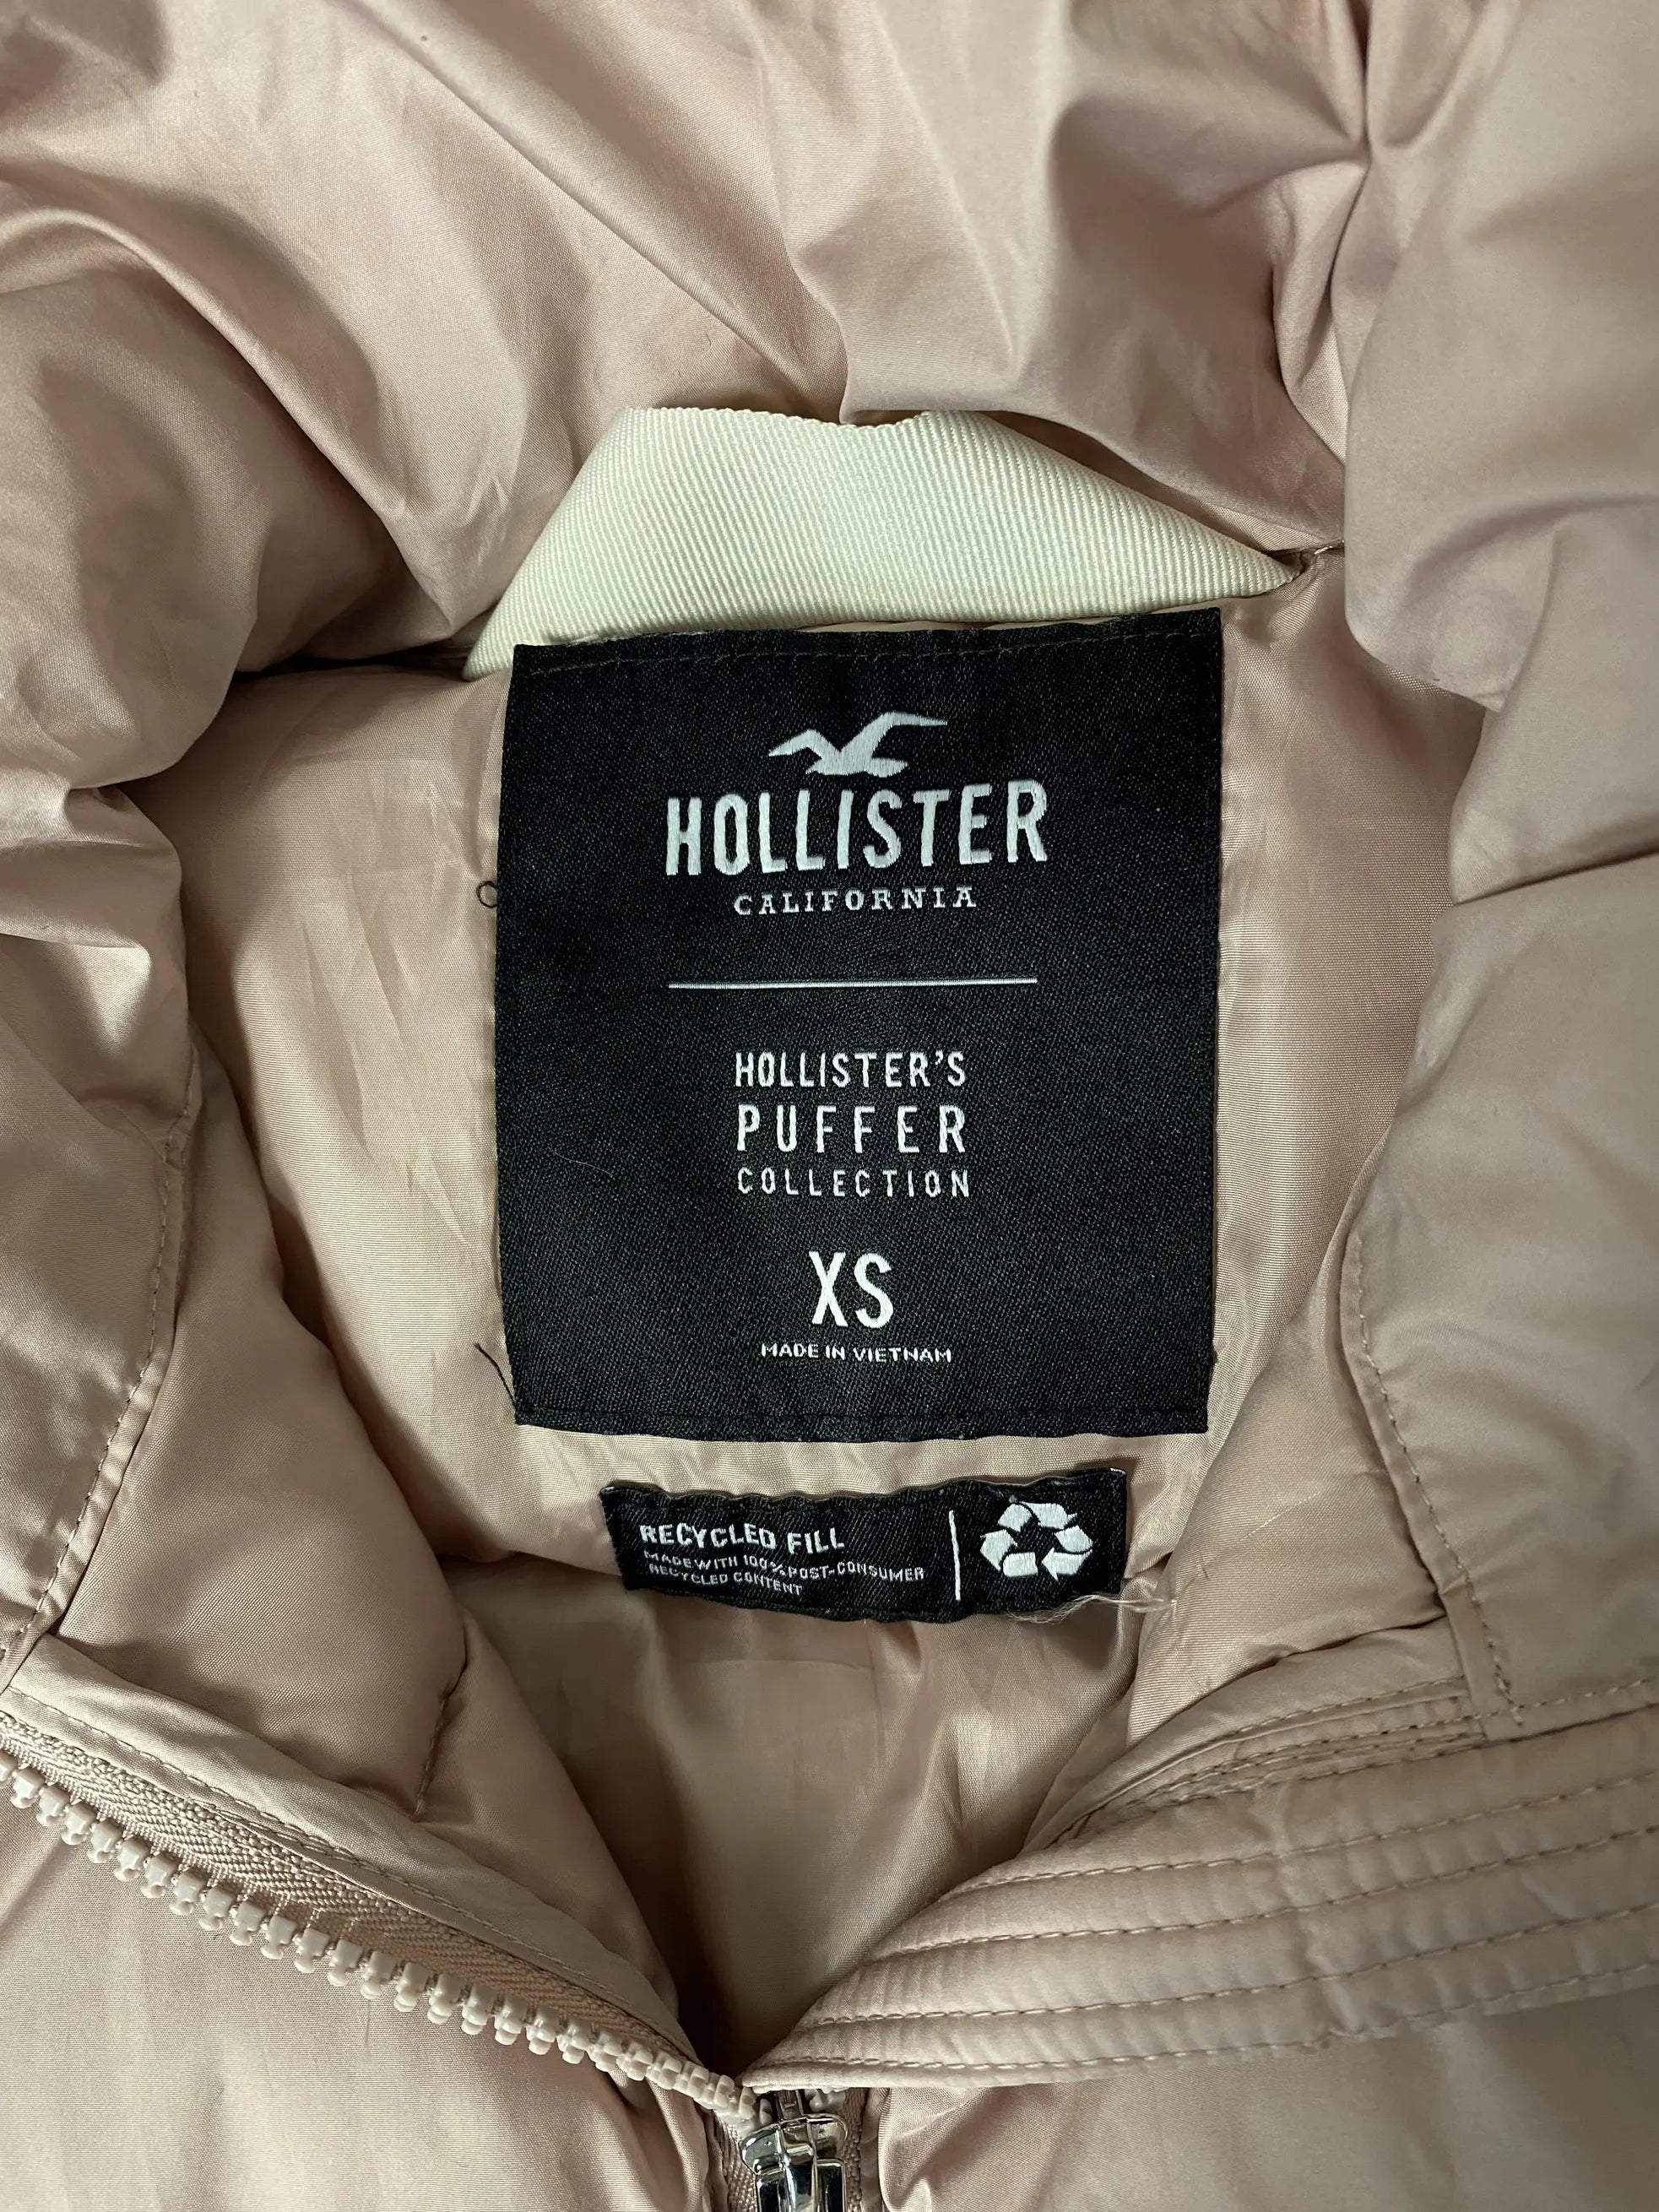 HOLLISTER
CALIFORNIA
HOLLISTER'S
PUFFER
COLLECTION
XS
MADE IN VIETNAM
RECYCLED FILL
MADE WITH 100% POST-CONSUMER
RECYCLED CONTENT